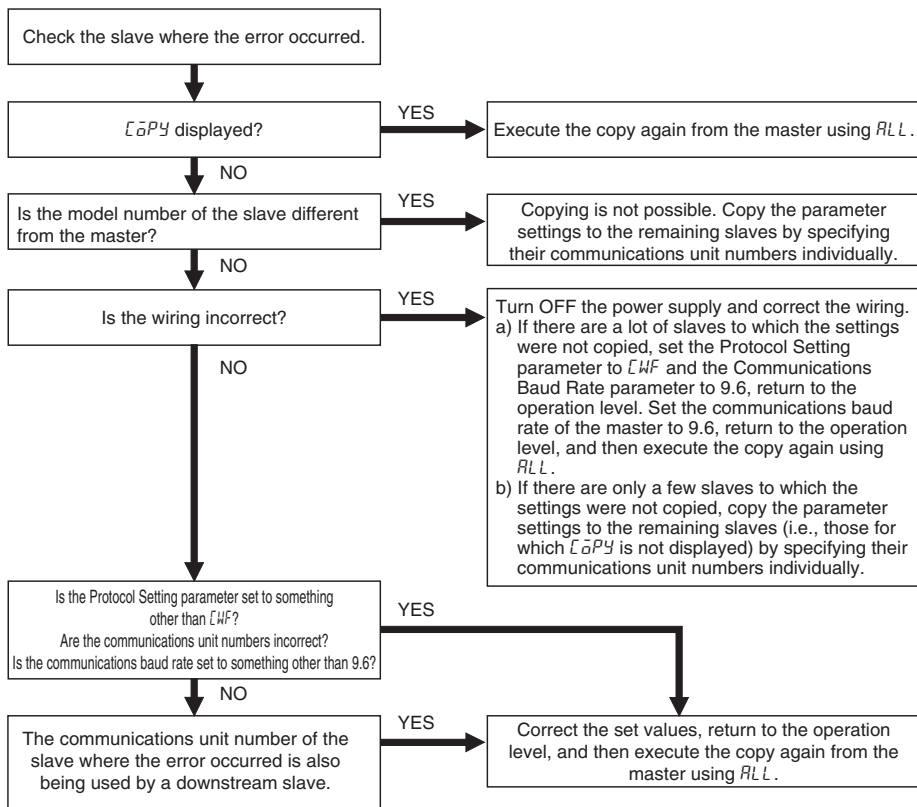 Check the slave where the error occurred.
CōPY displayed?
YES
Execute the copy again from the master using ALL.
NO
Is the model number of the slave different
from the master?
YES
Copying is not possible. Copy the parameter
settings to the remaining slaves by specifying
their communications unit numbers individually.
NO
Is the wiring incorrect?
YES
Turn OFF the power supply and correct the wiring.
a) If there are a lot of slaves to which the settings
were not copied, set the Protocol Setting
parameter to CWF and the Communications
Baud Rate parameter to 9.6, return to the
operation level. Set the communications baud
rate of the master to 9.6, return to the operation
level, and then execute the copy again using
ALL.
b) If there are only a few slaves to which the
settings were not copied, copy the parameter
settings to the remaining slaves (i.e., those for
which CōPY is not displayed) by specifying their
communications unit numbers individually.
NO
Is the Protocol Setting parameter set to something
other than CWF?
Are the communications unit numbers incorrect?
Is the communications baud rate set to something other than 9.6?
YES
NO
The communications unit number of the
slave where the error occurred is also
being used by a downstream slave.
YES
Correct the set values, return to the operation
level, and then execute the copy again from the
master using ALL.